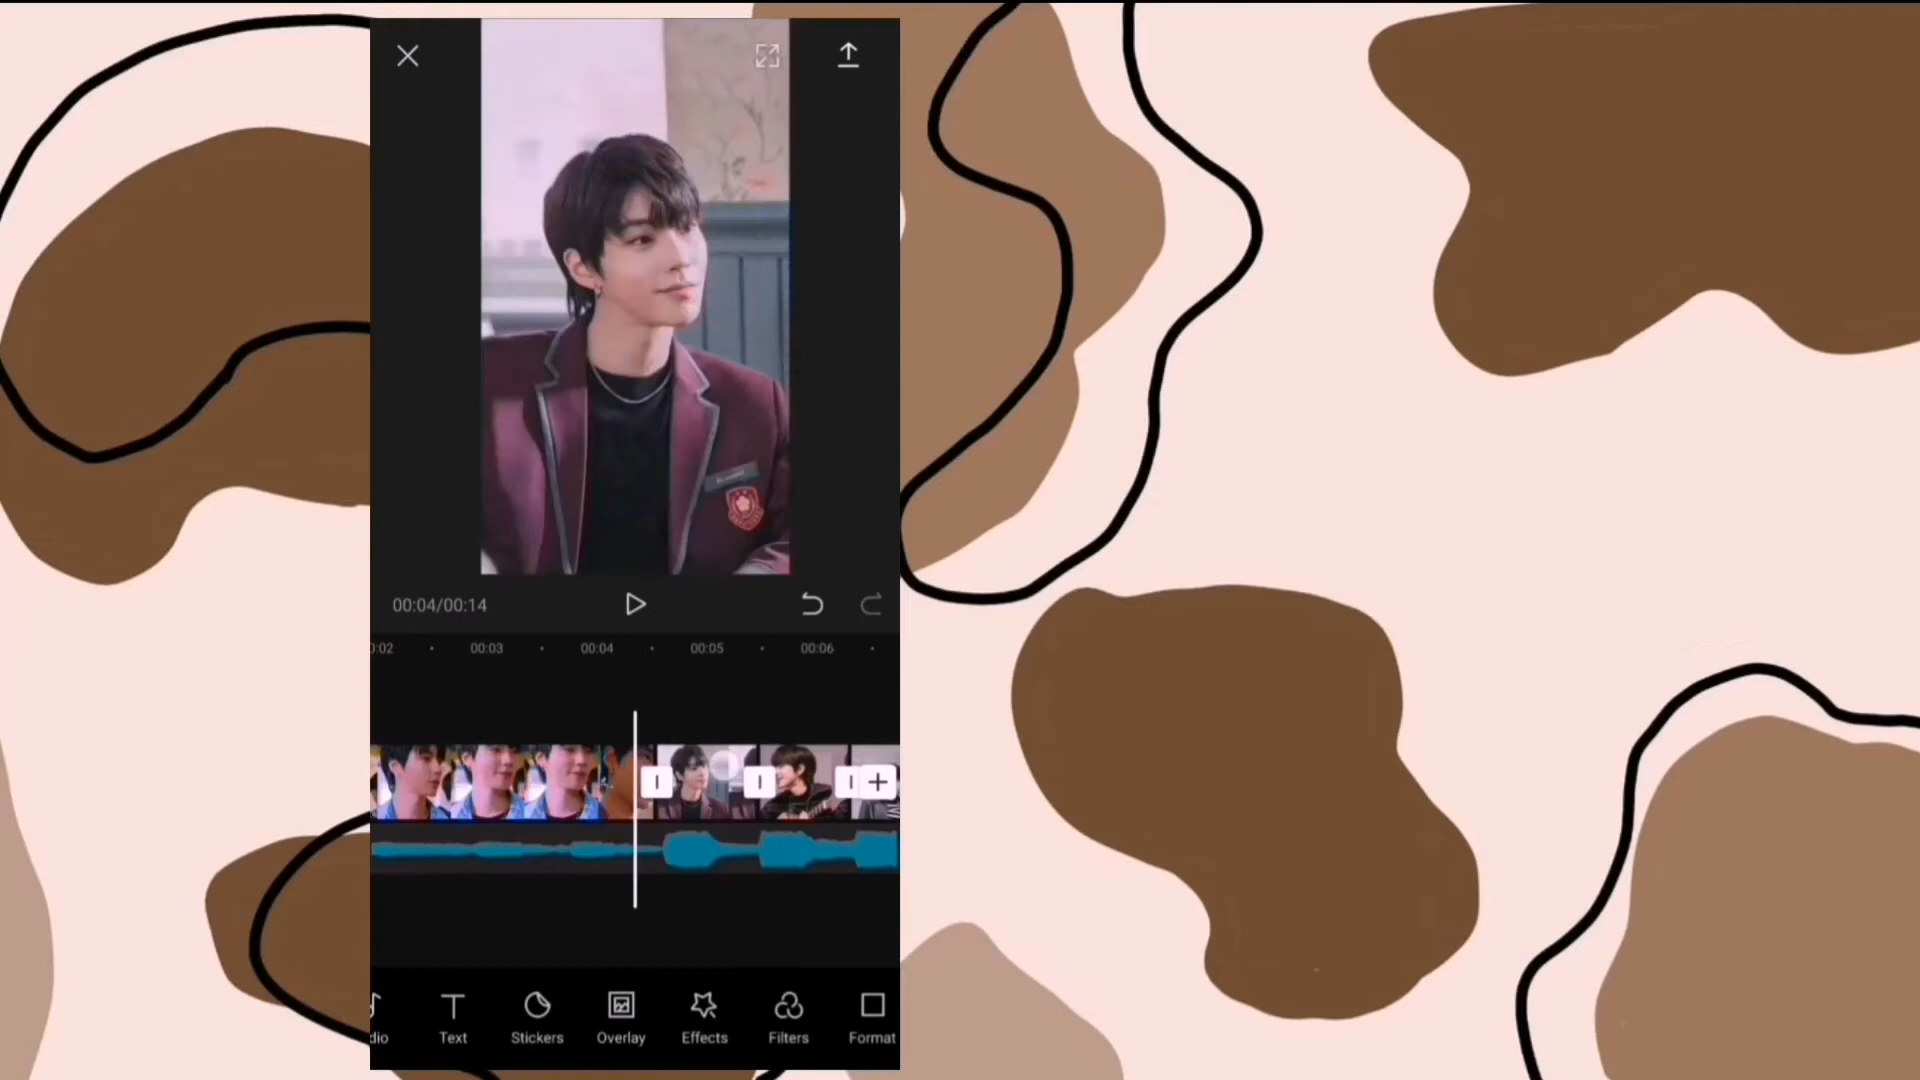 00:04/00:14
0:02 00:03 00:04 00:05 00:06
dio Text Stickers Overlay Effects Filters Format